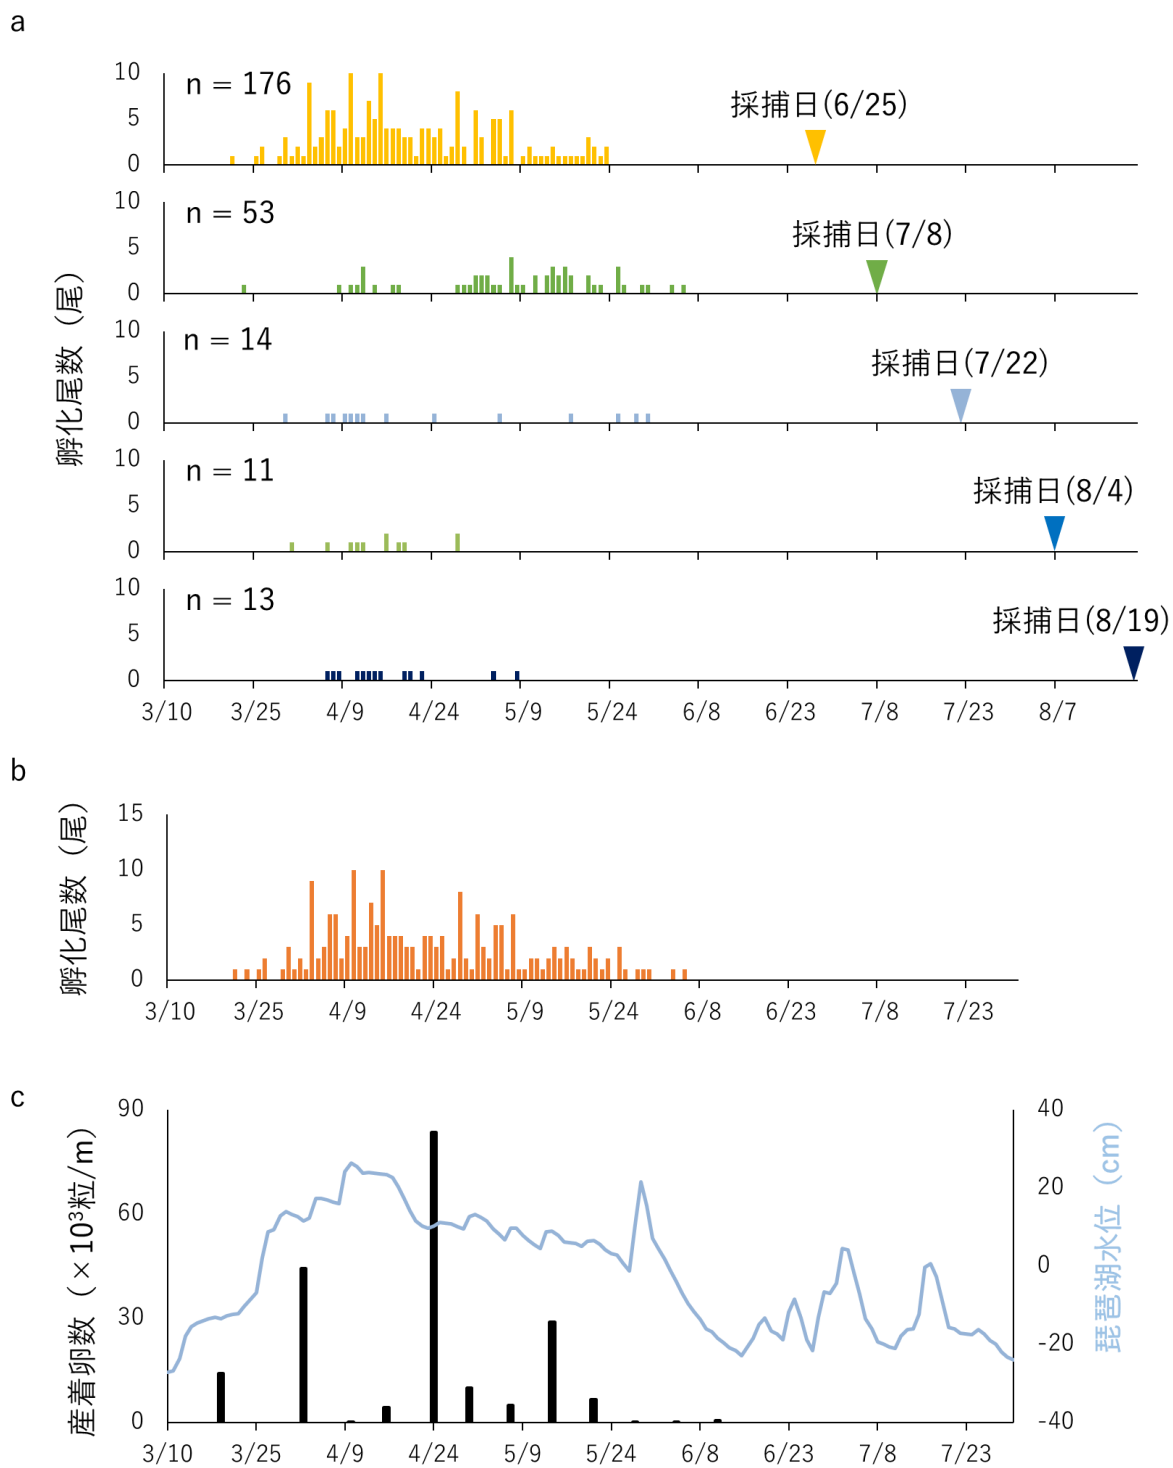 a
10
5
0
n = 176
採捕日(6/25)
10
5
0
n = 53
採捕日(7/8)
10
5
0
n = 14
採捕日(7/22)
10
5
0
n = 11
採捕日(8/4)
10
5
0
n = 13
採捕日(8/19)
孵化尾数（尾）
3/10 3/25 4/9 4/24 5/9 5/24 6/8 6/23 7/8 7/23 8/7
b
15
10
5
0
孵化尾数（尾）
3/10 3/25 4/9 4/24 5/9 5/24 6/8 6/23 7/8 7/23
c
90
60
30
0
産着卵数（×10³粒/m）
40
20
0
-20
-40
琵琶湖水位（cm）
3/10 3/25 4/9 4/24 5/9 5/24 6/8 6/23 7/8 7/23